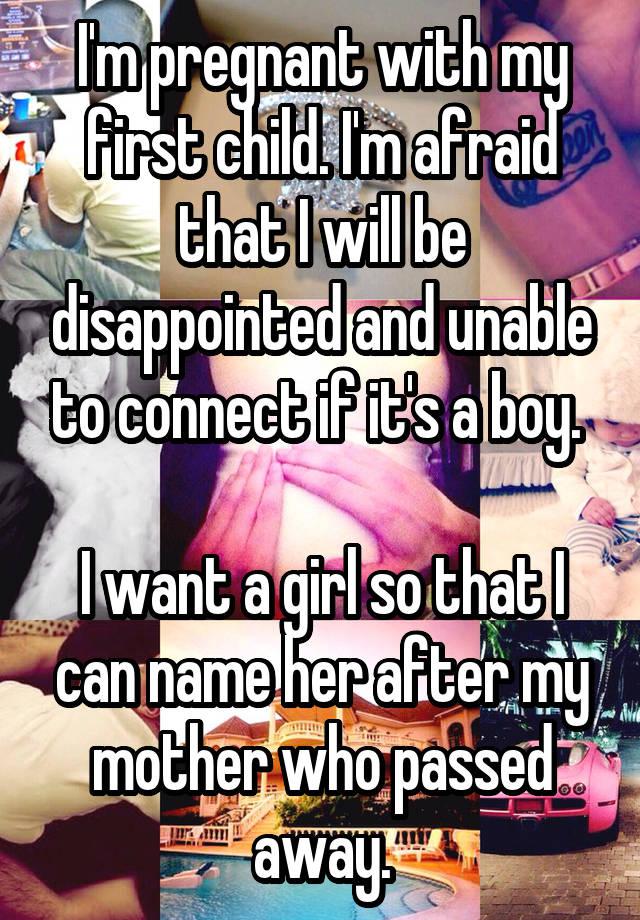 I'm pregnant with my
first child. I'm afraid
that I will be
disappointed and unable
to connect if it's a boy.
I want a girl so that I
can name her after my
mother who passed
away.